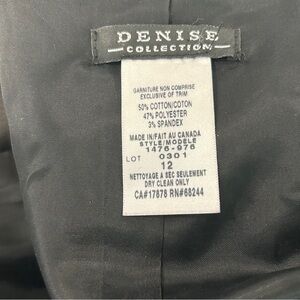 DENISE
COLLECTION
GARNITURE NON COMPRISE
EXCLUSIVE OF TRIM
50% COTTON/COTON
47% POLYESTER
3% SPANDEX
MADE IN/FAIT AU CANADA
STYLE/MODELE
1476-976
LOT 0301
12
NETTOYAGE A SEC SEULEMENT
DRY CLEAN ONLY
CA#17878 RN#68244